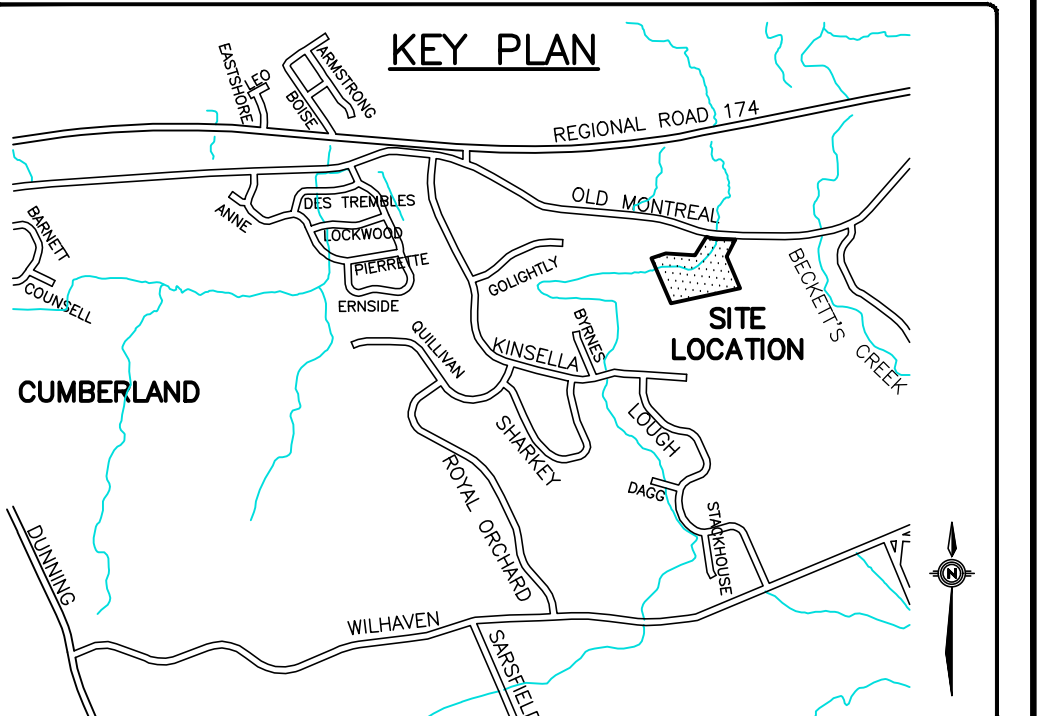 KEY PLAN
EASTSHORE
LEO
ARMSTRONG
BOISE
REGIONAL ROAD 174
OLD MONTREAL
DES TREMBLES
LOCKWOOD
PIERRETTE
ERNSIDE
ANNE
BARNETT
COUNSELL
GOLIGHTLY
BECKETT'S CREEK
SITE
LOCATION
BYRNES
QUILLIVAN
KINSELLA
CUMBERLAND
SHARKEY
LOUGH
ROYAL ORCHARD
DAGG
STACKHOUSE
DUNNING
N
WILHAVEN
SARSFIELD